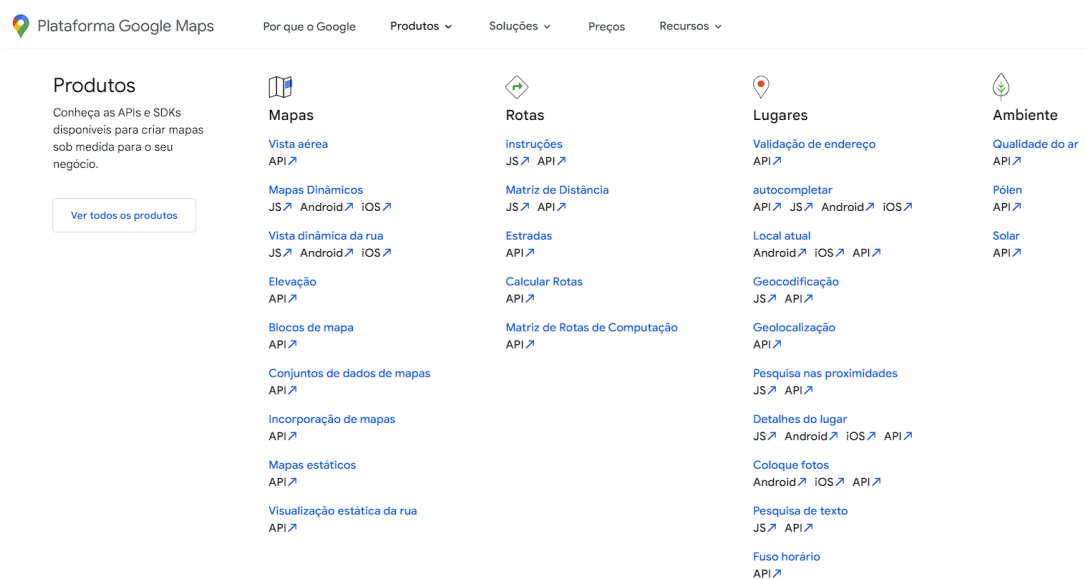 Plataforma Google Maps
Por que o Google
Produtos
Soluções
Preços
Recursos
Produtos
Conheça as APIs e SDKs
disponíveis para criar mapas
sob medida para o seu
negócio.
Ver todos os produtos
Mapas
Vista aérea
API
Mapas Dinâmicos
JS Android iOS
Vista dinâmica da rua
JS Android iOS
Elevação
API
Blocos de mapa
API
Conjuntos de dados de mapas
API
Incorporação de mapas
API
Mapas estáticos
API
Visualização estática da rua
API
Rotas
instruções
JS API
Matriz de Distância
JS API
Estradas
API
Calcular Rotas
API
Matriz de Rotas de Computação
API
Lugares
Validação de endereço
API
autocompletar
API JS Android iOS
Local atual
Android iOS API
Geocodificação
JS API
Geolocalização
API
Pesquisa nas proximidades
JS API
Detalhes do lugar
JS Android iOS API
Coloque fotos
Android iOS API
Pesquisa de texto
JS API
Fuso horário
API
Ambiente
Qualidade do ar
API
Pólen
API
Solar
API